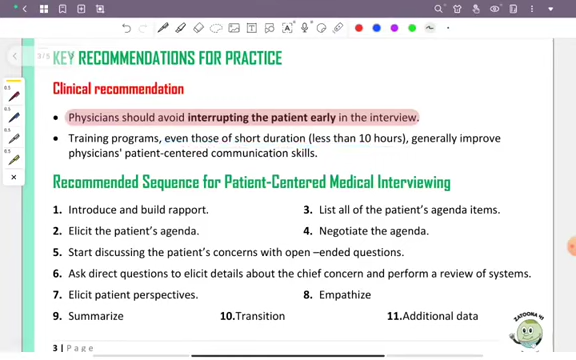 KEY RECOMMENDATIONS FOR PRACTICE
Clinical recommendation
• Physicians should avoid interrupting the patient early in the interview.
• Training programs, even those of short duration (less than 10 hours), generally improve
physicians' patient-centered communication skills.
Recommended Sequence for Patient-Centered Medical Interviewing
1. Introduce and build rapport. 3. List all of the patient's agenda items.
2. Elicit the patient's agenda. 4. Negotiate the agenda.
5. Start discussing the patient's concerns with open –ended questions.
6. Ask direct questions to elicit details about the chief concern and perform a review of systems.
7. Elicit patient perspectives. 8. Empathize
9. Summarize 10.Transition 11.Additional data
3 | Page